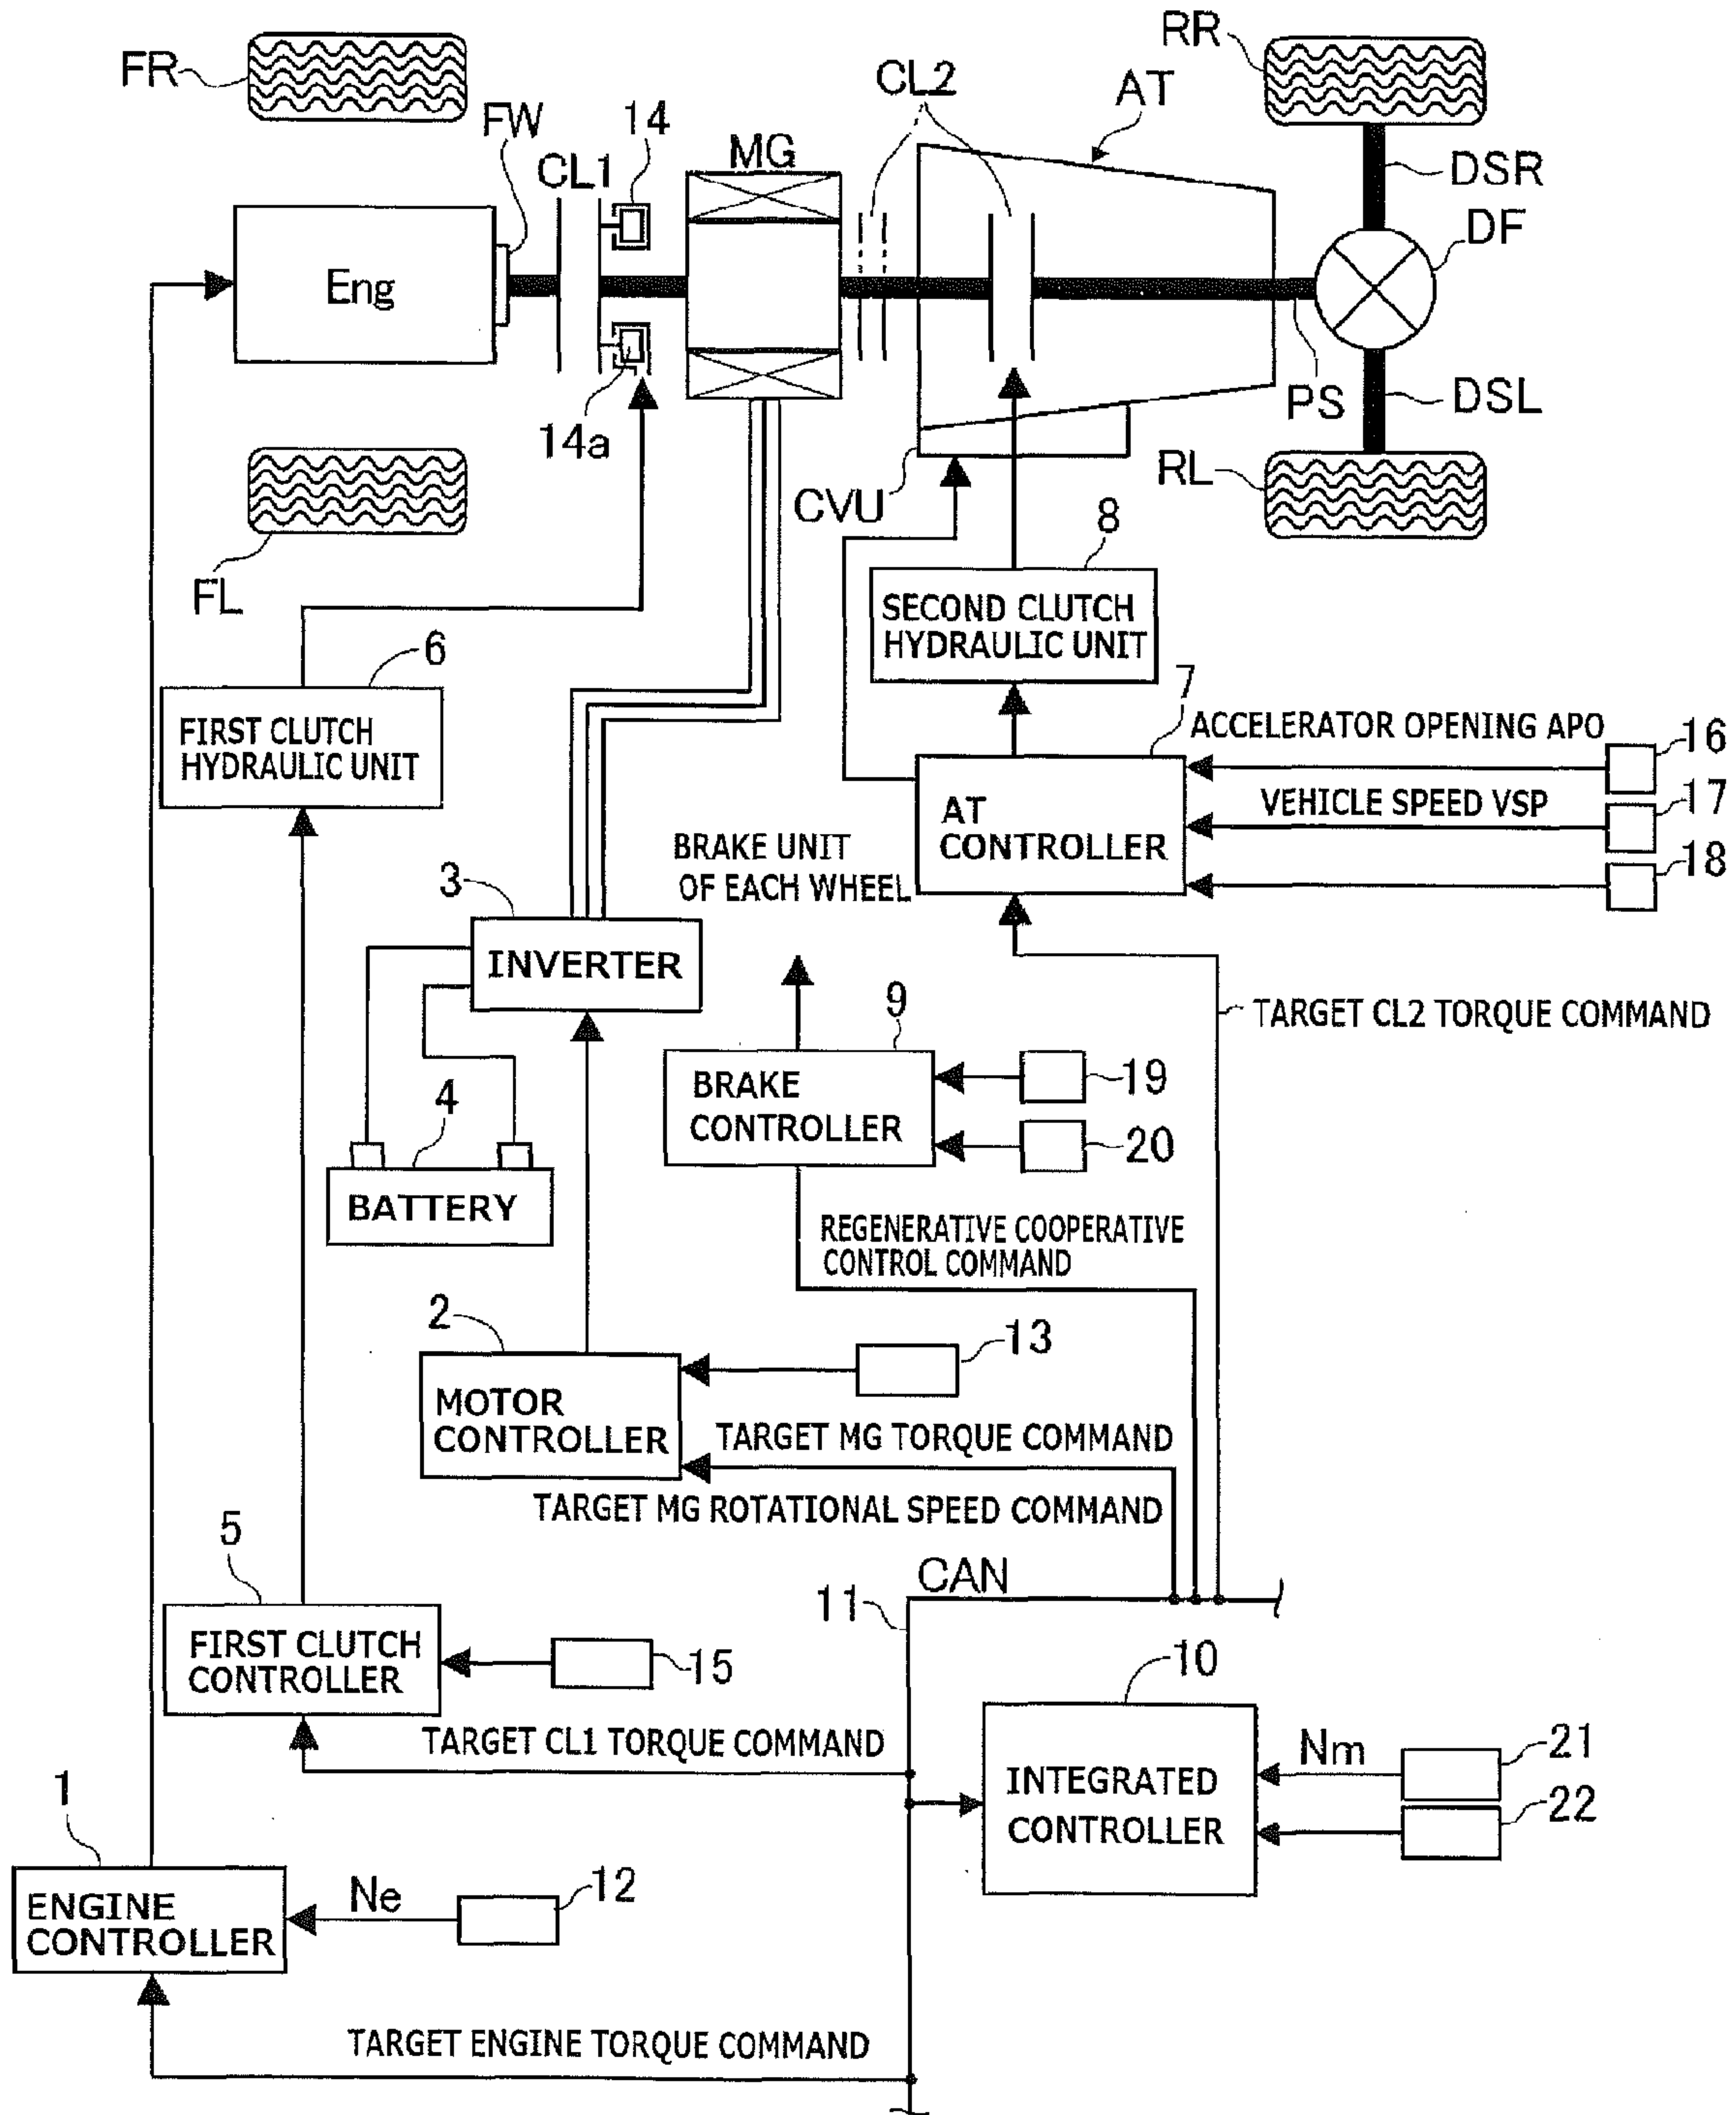 FR
FW
CL1
14
MG
CL2
AT
RR
DSR
DF
Eng
14a
PS
DSL
FL
CVU
RL
8
SECOND CLUTCH
HYDRAULIC UNIT
6
FIRST CLUTCH
HYDRAULIC UNIT
7
ACCELERATOR OPENING APO
16
VEHICLE SPEED VSP
17
18
AT
CONTROLLER
BRAKE UNIT
OF EACH WHEEL
3
INVERTER
TARGET CL2 TORQUE COMMAND
9
BRAKE
CONTROLLER
19
20
4
BATTERY
REGENERATIVE COOPERATIVE
CONTROL COMMAND
2
MOTOR
CONTROLLER
13
TARGET MG TORQUE COMMAND
TARGET MG ROTATIONAL SPEED COMMAND
5
FIRST CLUTCH
CONTROLLER
15
CAN
11
10
TARGET CL1 TORQUE COMMAND
INTEGRATED
CONTROLLER
Nm
21
22
1
ENGINE
CONTROLLER
Ne
12
TARGET ENGINE TORQUE COMMAND